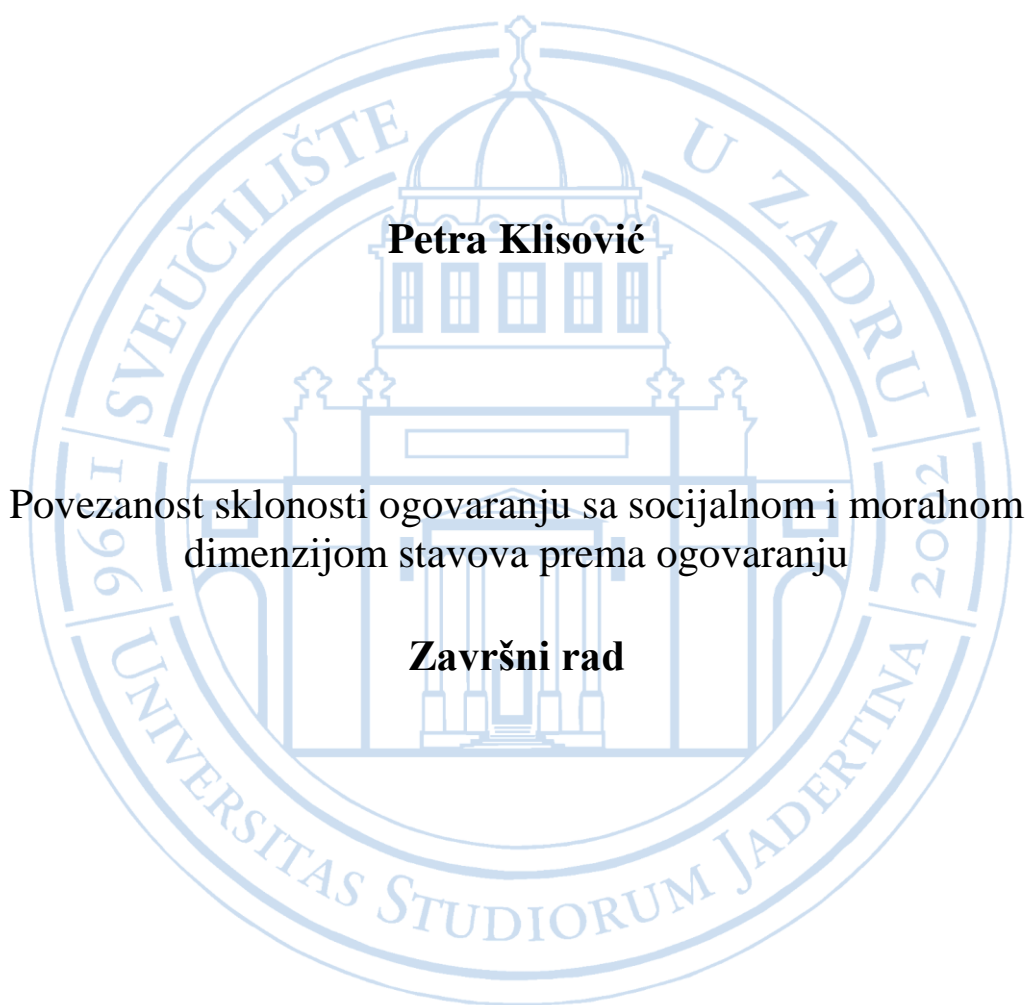 SVEUČILIŠTE U ZADRU
Petra Klisović
Povezanost sklonosti ogovaranju sa socijalnom i moralnom
dimenzijom stavova prema ogovaranju
Završni rad
1396 2002
UNIVERSITAS STUDIORUM JADERTINA